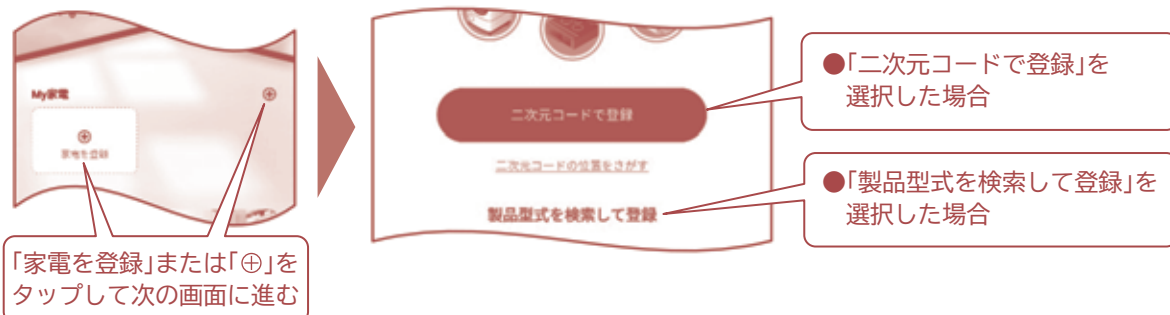 My家電
⊕
⊕
家電を登録
「家電を登録」または「⊕」を
タップして次の画面に進む
二次元コードで登録
二次元コードの位置をさがす
製品型式を検索して登録
●「二次元コードで登録」を
選択した場合
●「製品型式を検索して登録」を
選択した場合